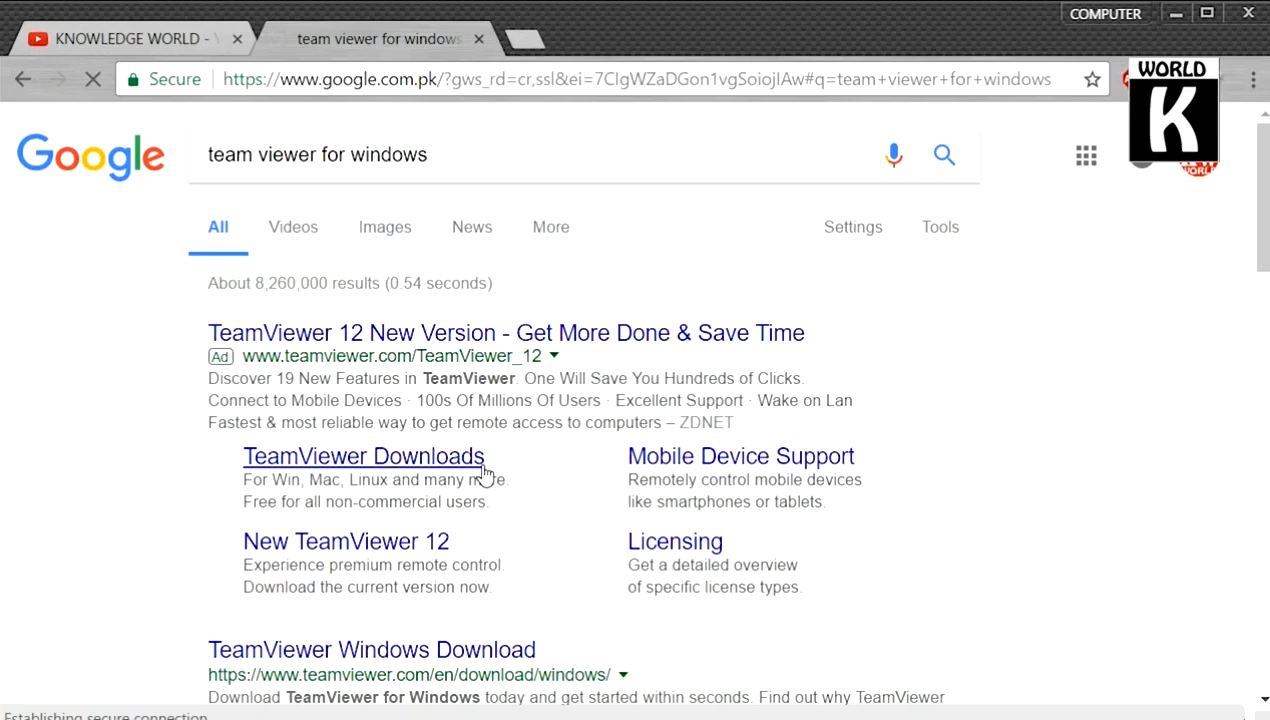 COMPUTER
KNOWLEDGE WORLD -
team viewer for windows
Secure
https://www.google.com.pk/?gws_rd=cr,ssl&ei=7CIgWZaDGon1vgSoiojIAw#q=team+viewer+for+windows
WORLD
K
Google
team viewer for windows
All Videos Images News More Settings Tools
About 8,260,000 results (0.54 seconds)
TeamViewer 12 New Version - Get More Done & Save Time
Ad www.teamviewer.com/TeamViewer_12
Discover 19 New Features in TeamViewer. One Will Save You Hundreds of Clicks.
Connect to Mobile Devices · 100s Of Millions Of Users · Excellent Support · Wake on Lan
Fastest & most reliable way to get remote access to computers – ZDNET
TeamViewer Downloads
For Win, Mac, Linux and many more.
Free for all non-commercial users.
Mobile Device Support
Remotely control mobile devices
like smartphones or tablets.
New TeamViewer 12
Experience premium remote control.
Download the current version now.
Licensing
Get a detailed overview
of specific license types.
TeamViewer Windows Download
https://www.teamviewer.com/en/download/windows/
Download TeamViewer for Windows today and get started within seconds. Find out why TeamViewer
Establishing secure connection